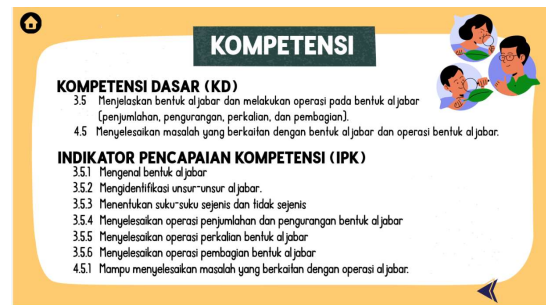 KOMPETENSI
KOMPETENSI DASAR (KD)
3.5 Menjelaskan bentuk aljabar dan melakukan operasi pada bentuk aljabar
(penjumlahan, pengurangan, perkalian, dan pembagian).
4.5 Menyelesaikan masalah yang berkaitan dengan bentuk aljabar dan operasi bentuk aljabar.
INDIKATOR PENCAPAIAN KOMPETENSI (IPK)
3.5.1 Mengenal bentuk aljabar
3.5.2 Mengidentifikasi unsur-unsur aljabar.
3.5.3 Menentukan suku-suku sejenis dan tidak sejenis
3.5.4 Menyelesaikan operasi penjumlahan dan pengurangan bentuk aljabar
3.5.5 Menyelesaikan operasi perkalian bentuk aljabar
3.5.6 Menyelesaikan operasi pembagian bentuk aljabar
4.5.1 Mampu menyelesaikan masalah yang berkaitan dengan operasi aljabar.